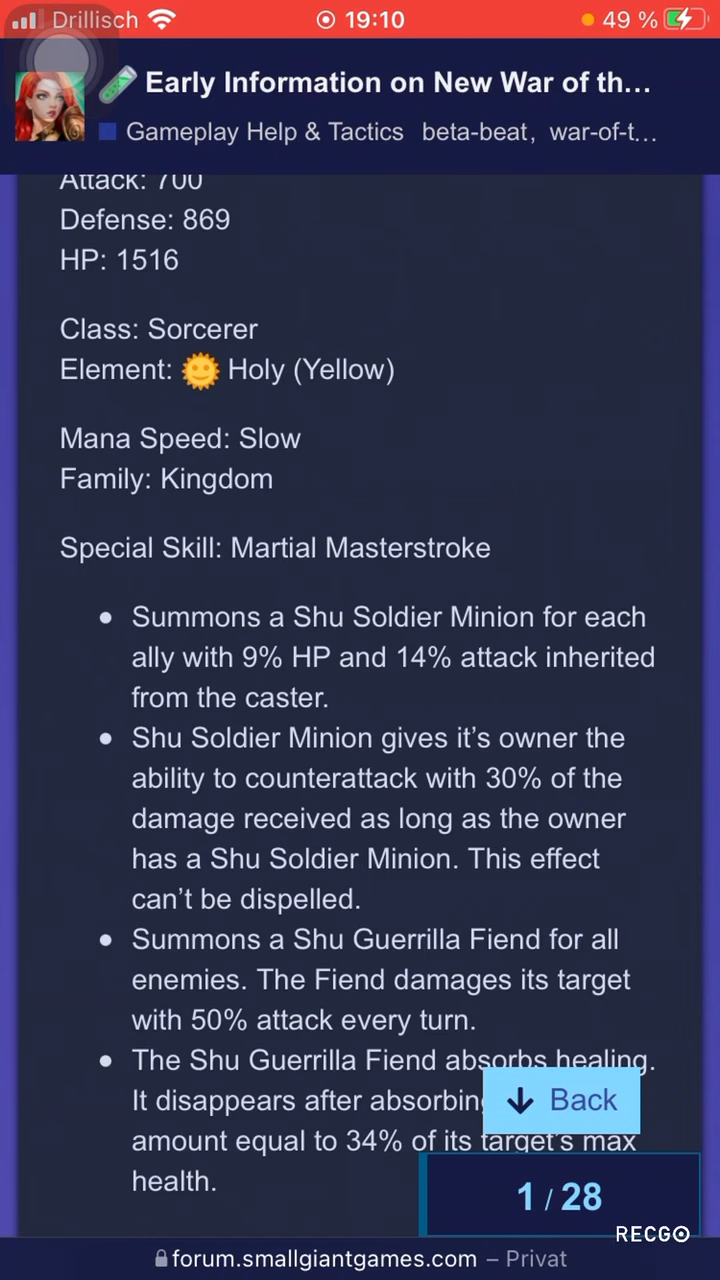 Drillisch 19:10 49 %
Early Information on New War of th...
Gameplay Help & Tactics beta-beat, war-of-t...
Attack: 700
Defense: 869
HP: 1516
Class: Sorcerer
Element: Holy (Yellow)
Mana Speed: Slow
Family: Kingdom
Special Skill: Martial Masterstroke
• Summons a Shu Soldier Minion for each
ally with 9% HP and 14% attack inherited
from the caster.
• Shu Soldier Minion gives it’s owner the
ability to counterattack with 30% of the
damage received as long as the owner
has a Shu Soldier Minion. This effect
can’t be dispelled.
• Summons a Shu Guerrilla Fiend for all
enemies. The Fiend damages its target
with 50% attack every turn.
• The Shu Guerrilla Fiend absorbs healing.
It disappears after absorbing
Back
amount equal to 34% of its target's max
health.
1 / 28
RECGO
forum.smallgiantgames.com – Privat